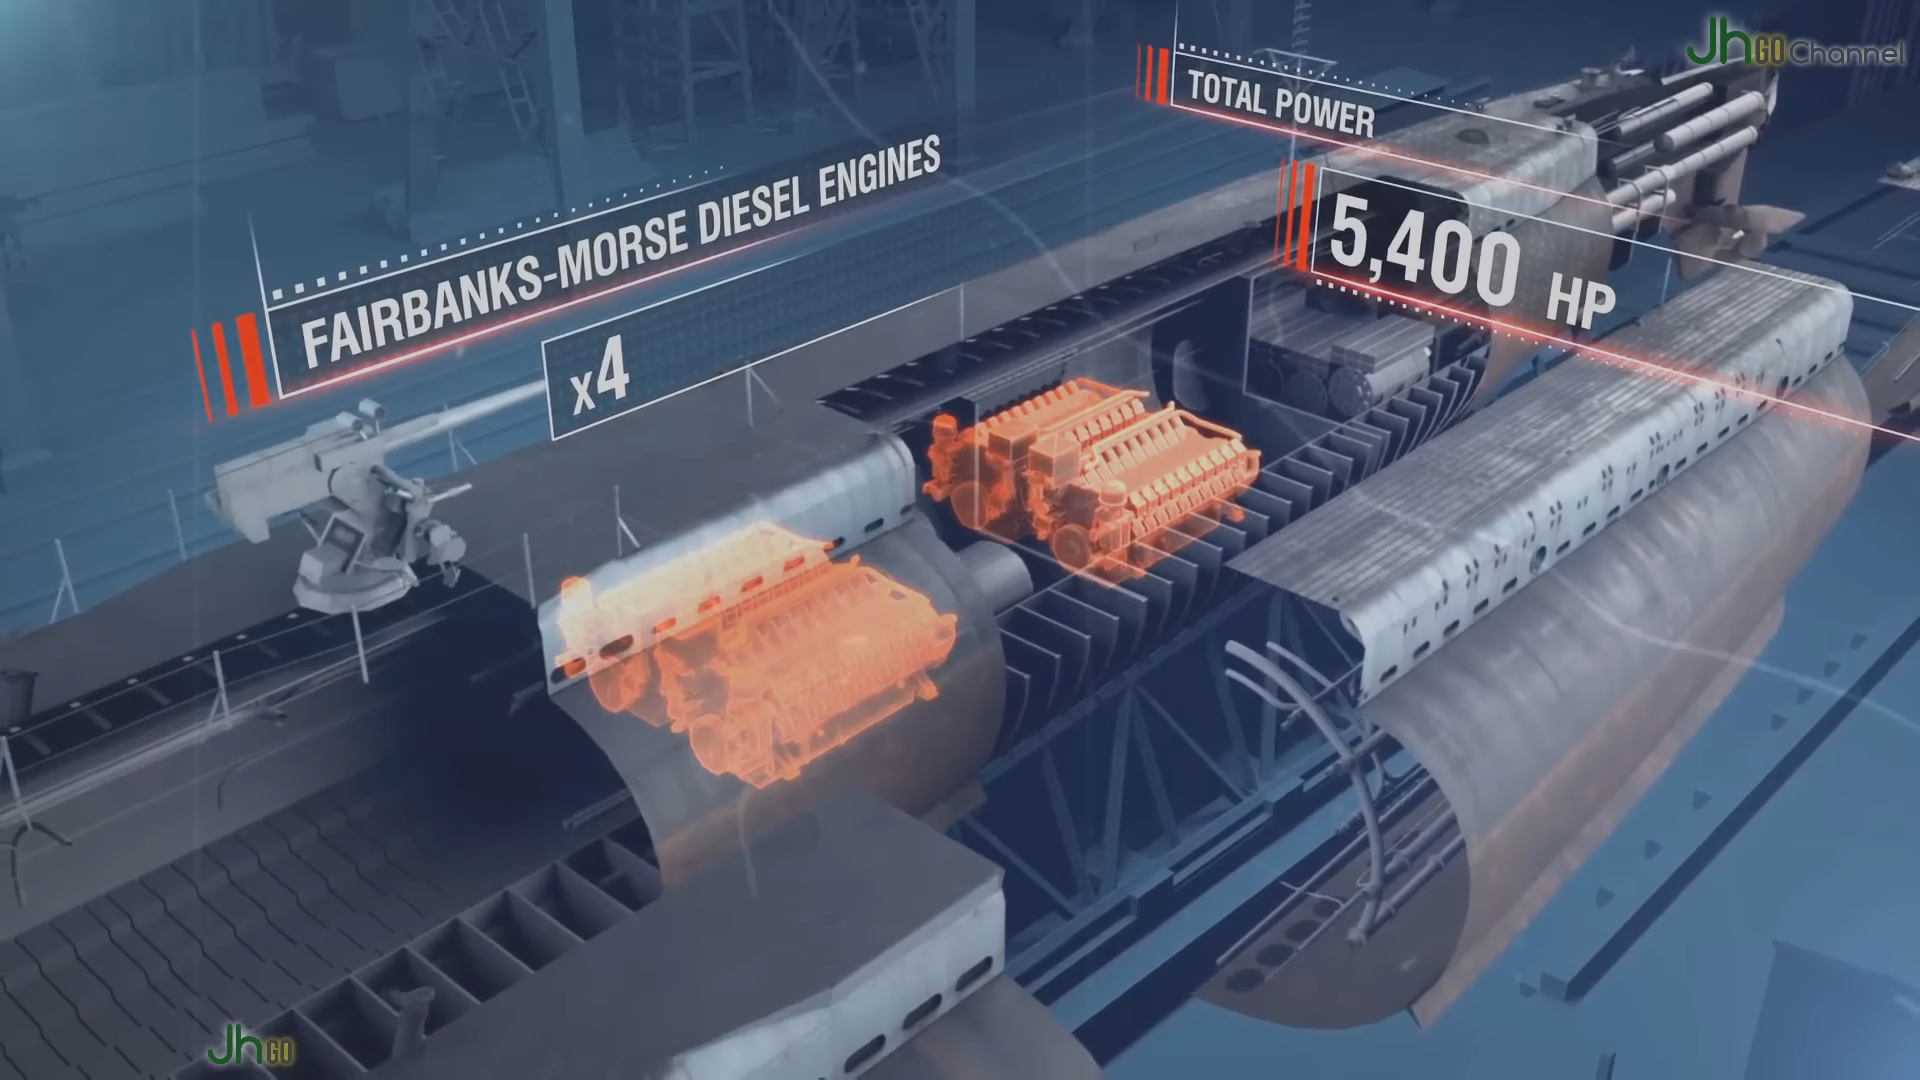 JhGO Channel
TOTAL POWER
FAIRBANKS-MORSE DIESEL ENGINES
5,400 HP
x4
JhGO